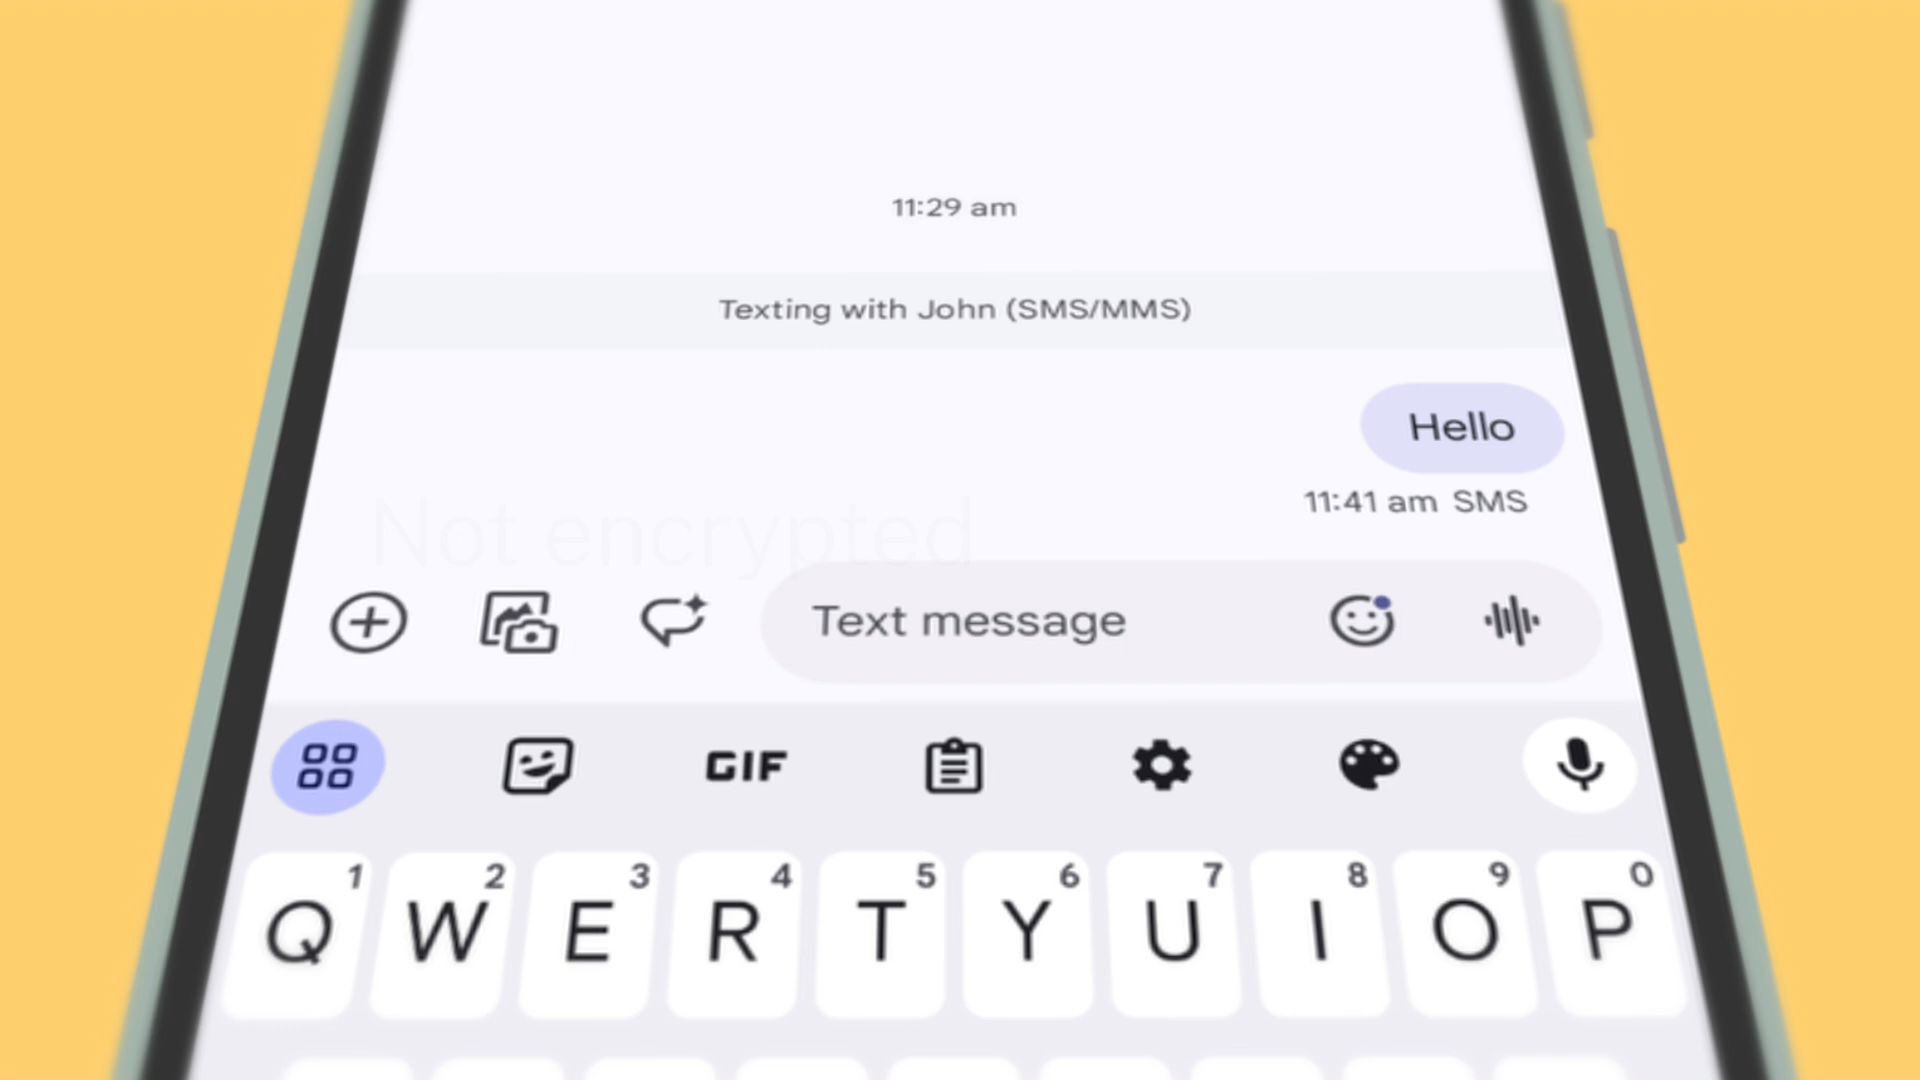 11:29 am
Texting with John (SMS/MMS)
Hello
11:41 am SMS
Not encrypted
Text message
GIF
1 2 3 4 5 6 7 8 9 0
Q W E R T Y U I O P